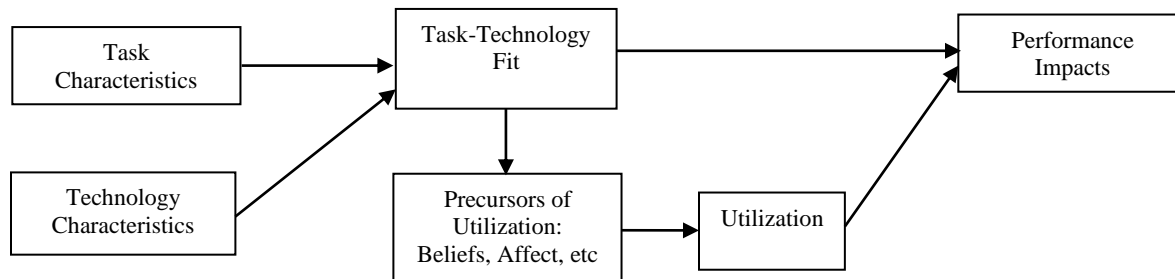 Task
Characteristics
Technology
Characteristics
Task-Technology
Fit
Precursors of
Utilization:
Beliefs, Affect, etc
Utilization
Performance
Impacts